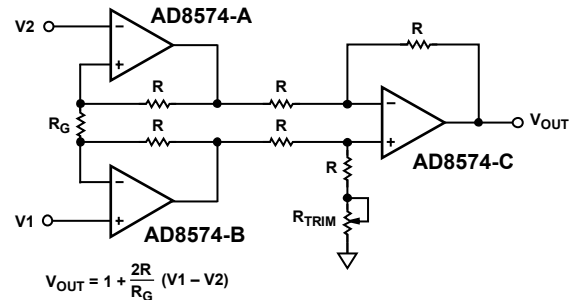 AD8574-A
V2
R
R
R
RG
VOUT
R
R
AD8574-C
R
V1
RTRIM
AD8574-B
VOUT = 1 + 2R/RG (V1 – V2)